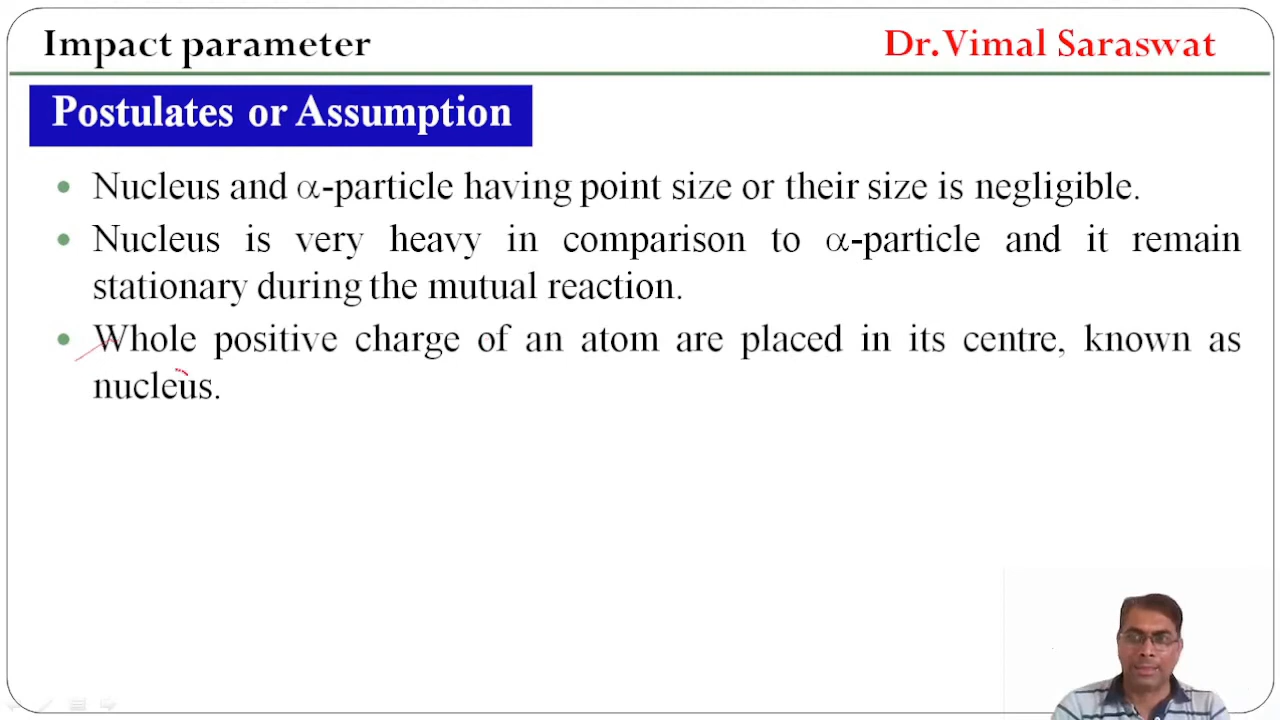 Impact parameter
Dr.Vimal Saraswat
Postulates or Assumption
• Nucleus and α-particle having point size or their size is negligible.
• Nucleus is very heavy in comparison to α-particle and it remain
stationary during the mutual reaction.
• Whole positive charge of an atom are placed in its centre, known as
nucleus.